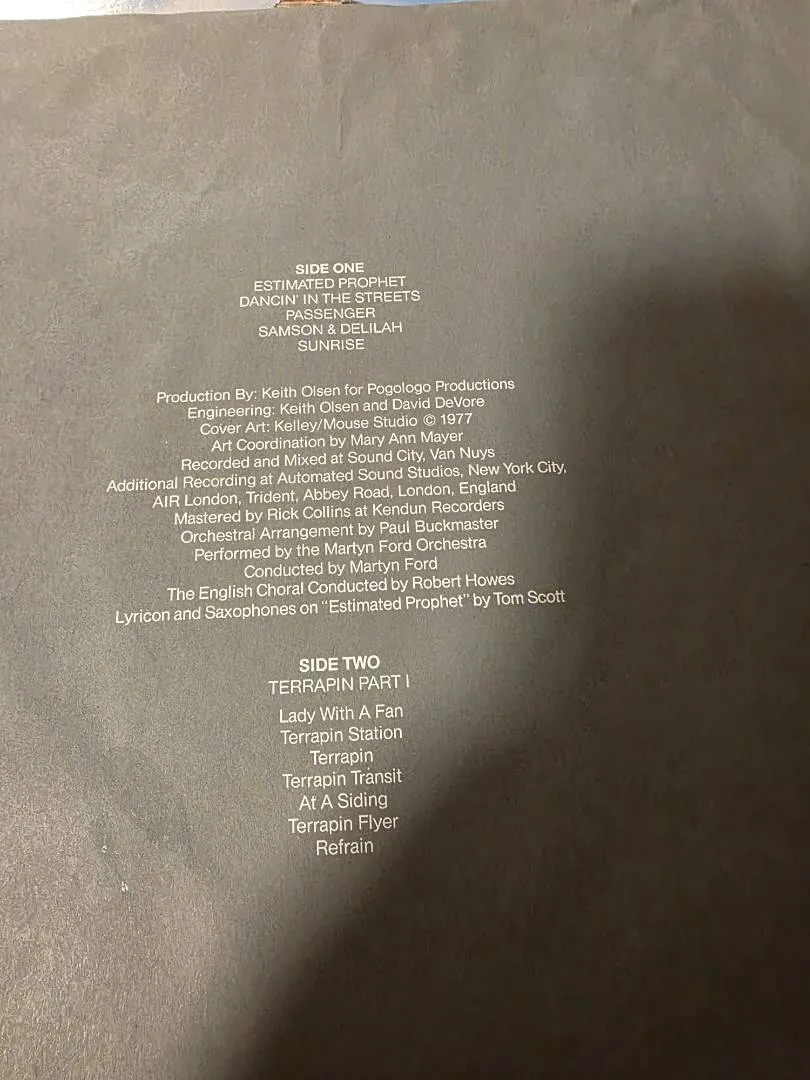 SIDE ONE
ESTIMATED PROPHET
DANCIN' IN THE STREETS
PASSENGER
SAMSON & DELILAH
SUNRISE
Production By: Keith Olsen for Pogologo Productions
Engineering: Keith Olsen and David DeVore
Cover Art: Kelley/Mouse Studio © 1977
Art Coordination by Mary Ann Mayer
Recorded and Mixed at Sound City, Van Nuys
Additional Recording at Automated Sound Studios, New York City,
AIR London, Trident, Abbey Road, London, England
Mastered by Rick Collins at Kendun Recorders
Orchestral Arrangement by Paul Buckmaster
Performed by the Martyn Ford Orchestra
Conducted by Martyn Ford
The English Choral Conducted by Robert Howes
Lyricon and Saxophones on "Estimated Prophet" by Tom Scott
SIDE TWO
TERRAPIN PART I
Lady With A Fan
Terrapin Station
Terrapin
Terrapin Transit
At A Siding
Terrapin Flyer
Refrain